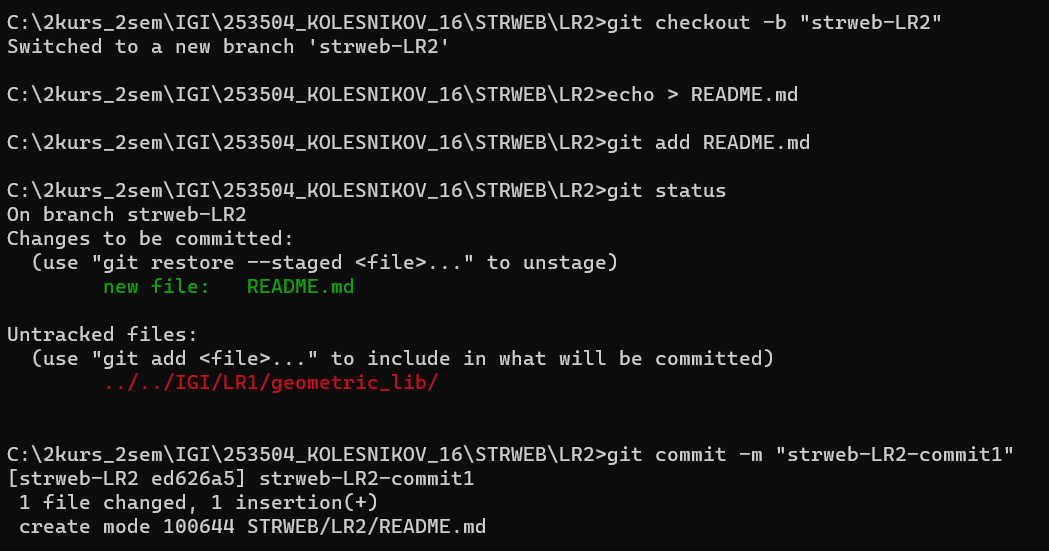 C:\2kurs_2sem\IGI\253504_KOLESNIKOV_16\STRWEB\LR2>git checkout -b "strweb-LR2"
Switched to a new branch 'strweb-LR2'
C:\2kurs_2sem\IGI\253504_KOLESNIKOV_16\STRWEB\LR2>echo > README.md
C:\2kurs_2sem\IGI\253504_KOLESNIKOV_16\STRWEB\LR2>git add README.md
C:\2kurs_2sem\IGI\253504_KOLESNIKOV_16\STRWEB\LR2>git status
On branch strweb-LR2
Changes to be committed:
  (use "git restore --staged <file>..." to unstage)
        new file:   README.md
Untracked files:
  (use "git add <file>..." to include in what will be committed)
        ../../IGI/LR1/geometric_lib/
C:\2kurs_2sem\IGI\253504_KOLESNIKOV_16\STRWEB\LR2>git commit -m "strweb-LR2-commit1"
[strweb-LR2 ed626a5] strweb-LR2-commit1
 1 file changed, 1 insertion(+)
 create mode 100644 STRWEB/LR2/README.md